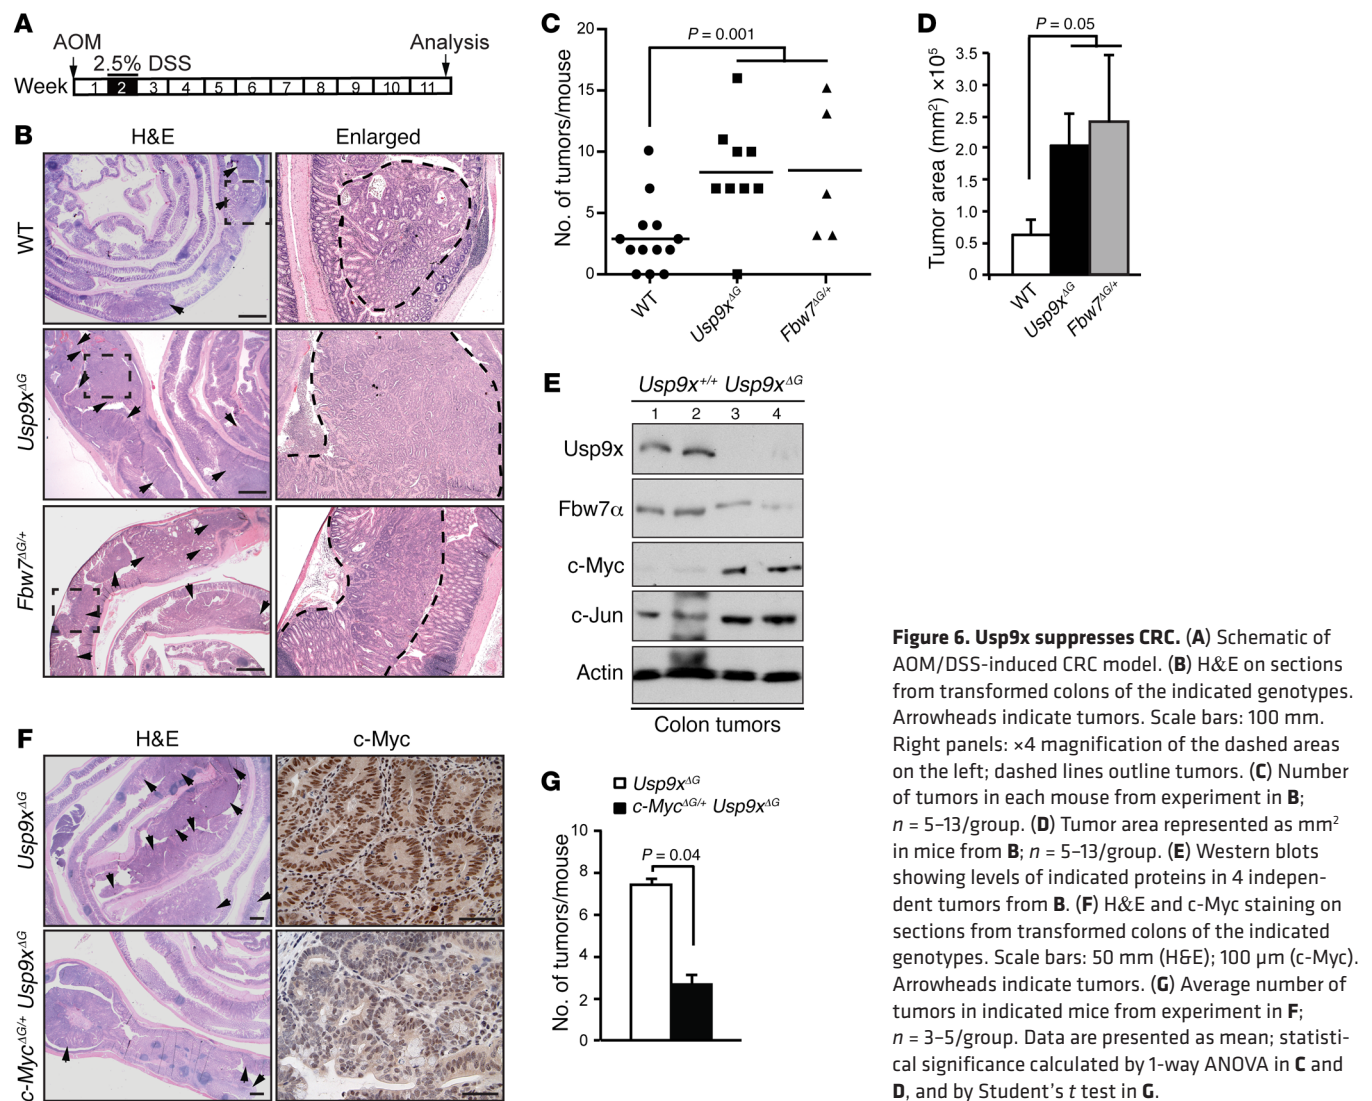 A
AOM
Analysis
2.5% DSS
Week 1 2 3 4 5 6 7 8 9 10 11
B
H&E
Enlarged
WT
Usp9xΔG
Fbw7ΔG/+
C
No. of tumors/mouse
20
15
10
5
0
P = 0.001
WT
Usp9xΔG
Fbw7ΔG/+
D
Tumor area (mm²) ×10⁵
P = 0.05
3.5
3.0
2.5
2.0
1.5
1.0
0.5
0
WT
Usp9xΔG
Fbw7ΔG/+
E
Usp9x+/+ Usp9xΔG
1 2 3 4
Usp9x
Fbw7α
c-Myc
c-Jun
Actin
Colon tumors
F
H&E
c-Myc
Usp9xΔG
c-MycΔG/+ Usp9xΔG
G
Usp9xΔG
c-MycΔG/+ Usp9xΔG
No. of tumors/mouse
10
8
6
4
2
0
P = 0.04
Figure 6. Usp9x suppresses CRC. (A) Schematic of
AOM/DSS-induced CRC model. (B) H&E on sections
from transformed colons of the indicated genotypes.
Arrowheads indicate tumors. Scale bars: 100 mm.
Right panels: ×4 magnification of the dashed areas
on the left; dashed lines outline tumors. (C) Number
of tumors in each mouse from experiment in B;
n = 5–13/group. (D) Tumor area represented as mm²
in mice from B; n = 5–13/group. (E) Western blots
showing levels of indicated proteins in 4 indepen-
dent tumors from B. (F) H&E and c-Myc staining on
sections from transformed colons of the indicated
genotypes. Scale bars: 50 mm (H&E); 100 μm (c-Myc).
Arrowheads indicate tumors. (G) Average number of
tumors in indicated mice from experiment in F;
n = 3–5/group. Data are presented as mean; statisti-
cal significance calculated by 1-way ANOVA in C and
D, and by Student's t test in G.